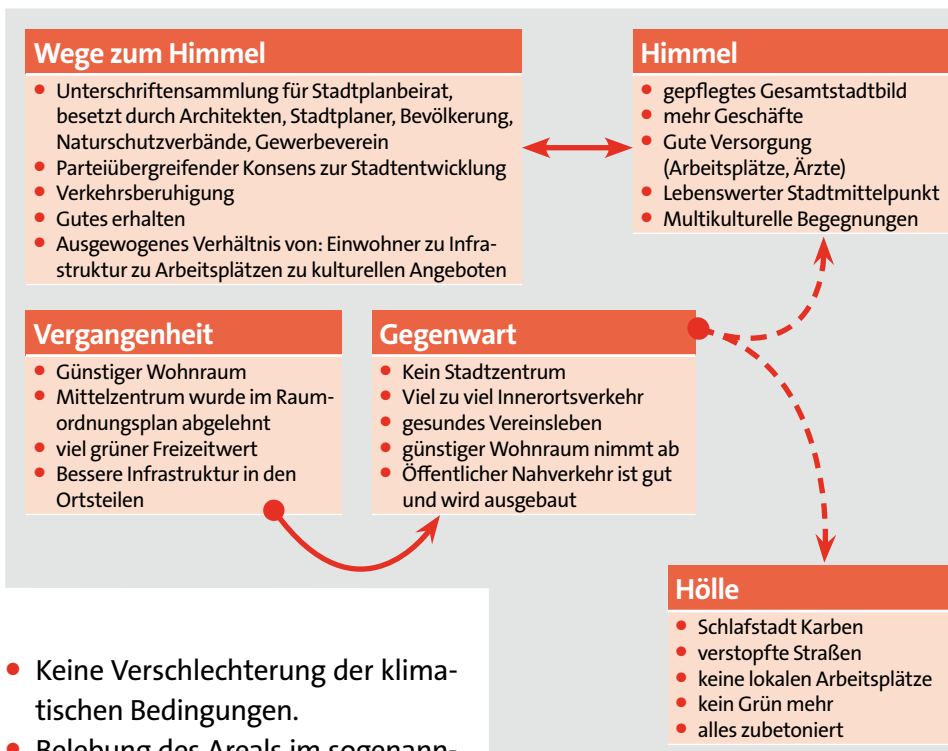 Wege zum Himmel
• Unterschriftensammlung für Stadtplanbeirat,
besetzt durch Architekten, Stadtplaner, Bevölkerung,
Naturschutzverbände, Gewerbeverein
• Parteiübergreifender Konsens zur Stadtentwicklung
• Verkehrsberuhigung
• Gutes erhalten
• Ausgewogenes Verhältnis von: Einwohner zu Infra-
struktur zu Arbeitsplätzen zu kulturellen Angeboten
Himmel
• gepflegtes Gesamtstadtbild
• mehr Geschäfte
• Gute Versorgung
(Arbeitsplätze, Ärzte)
• Lebenswerter Stadtmittelpunkt
• Multikulturelle Begegnungen
Vergangenheit
• Günstiger Wohnraum
• Mittelzentrum wurde im Raum-
ordnungsplan abgelehnt
• viel grüner Freizeitwert
• Bessere Infrastruktur in den
Ortsteilen
Gegenwart
• Kein Stadtzentrum
• Viel zu viel Innerortsverkehr
• gesundes Vereinsleben
• günstiger Wohnraum nimmt ab
• Öffentlicher Nahverkehr ist gut
und wird ausgebaut
Hölle
• Schlafstadt Karben
• verstopfte Straßen
• keine lokalen Arbeitsplätze
• kein Grün mehr
• alles zubetoniert
• Keine Verschlechterung der klima-
tischen Bedingungen.
• Belebung des Areals im sogenann-